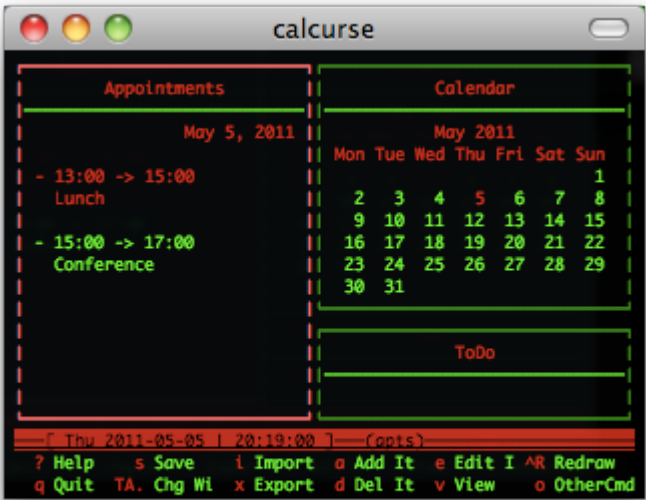 calcurse
Appointments
May 5, 2011
- 13:00 -> 15:00
Lunch
- 15:00 -> 17:00
Conference
Calendar
May 2011
Mon Tue Wed Thu Fri Sat Sun
1
2 3 4 5 6 7 8
9 10 11 12 13 14 15
16 17 18 19 20 21 22
23 24 25 26 27 28 29
30 31
ToDo
[ Thu 2011-05-05 | 20:19:00 ] (apts)
? Help s Save i Import a Add It e Edit I ^R Redraw
q Quit TA. Chg Wi x Export d Del It v View o OtherCmd